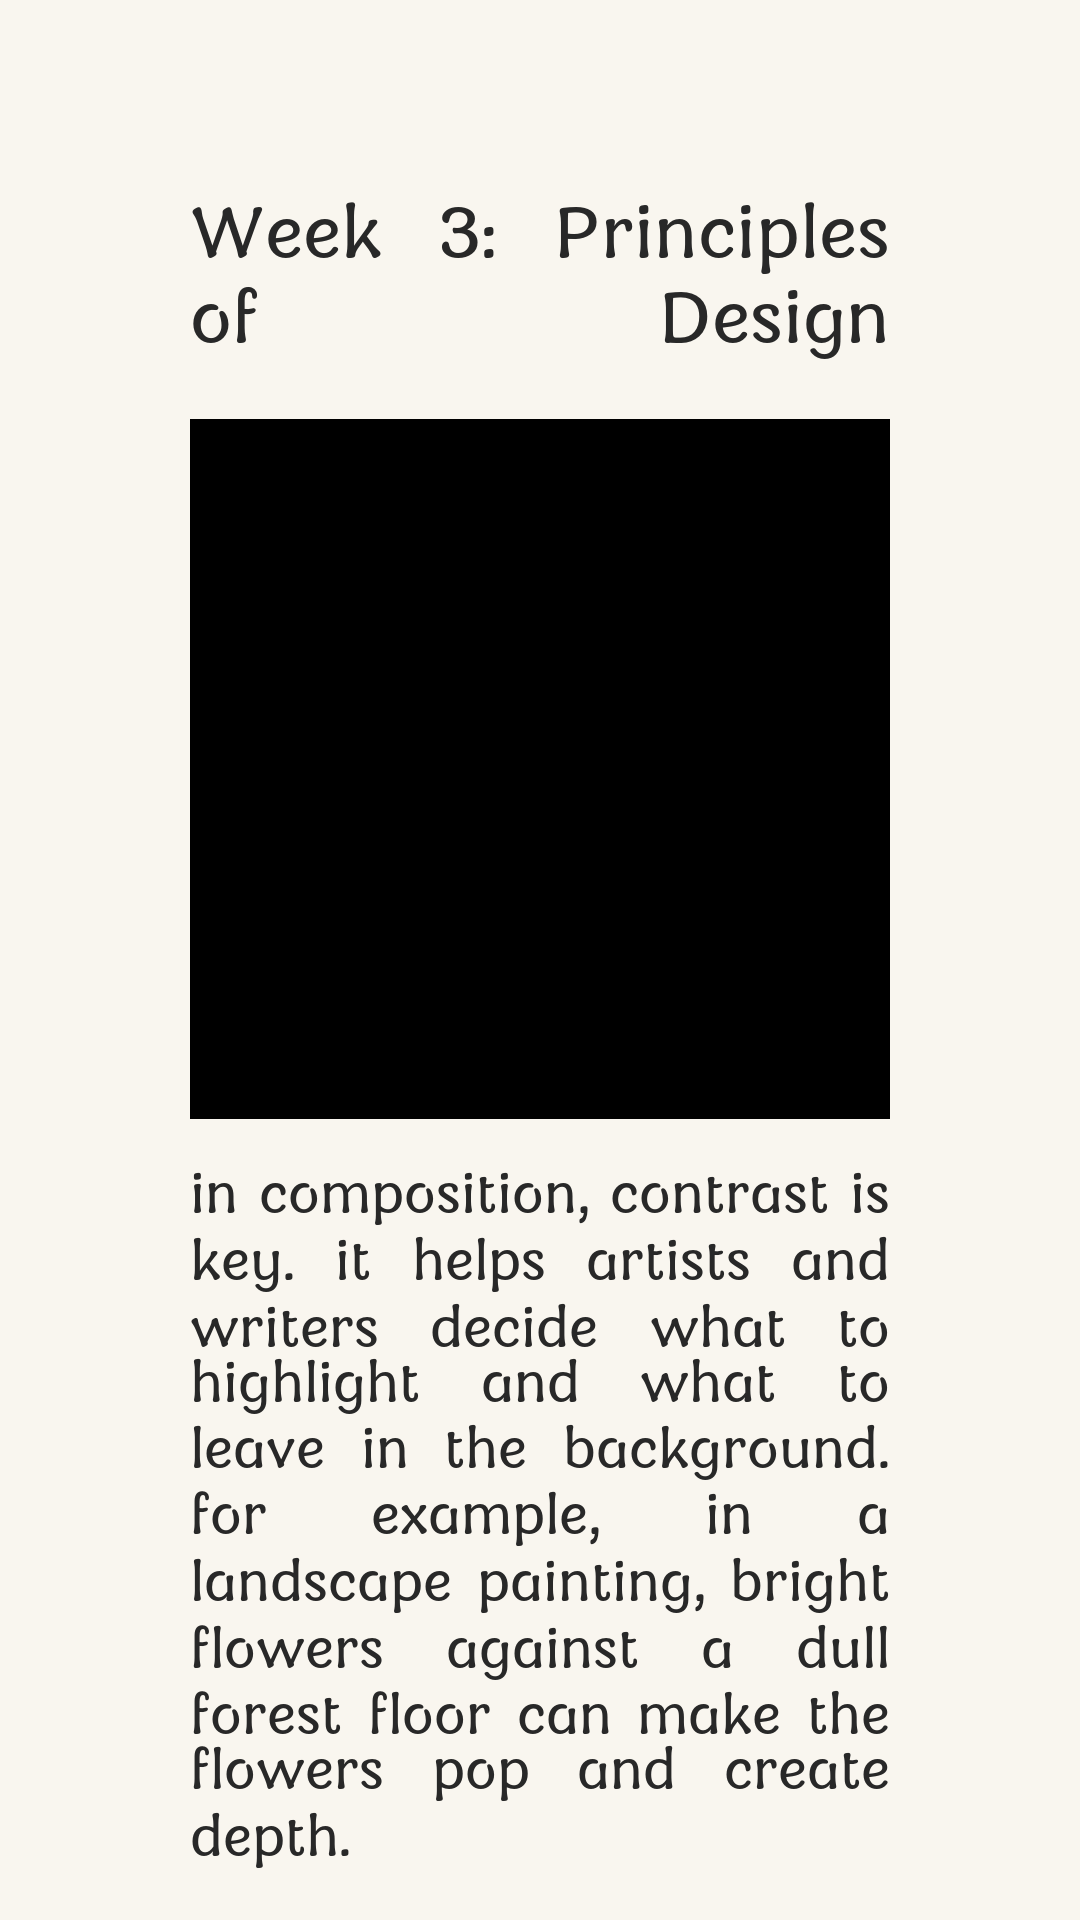 Week 3: Principles
of Design
in composition, contrast is
key. it helps artists and
writers decide what to
highlight and what to
leave in the background.
for example, in a
landscape painting, bright
flowers against a dull
forest floor can make the
flowers pop and create
depth.